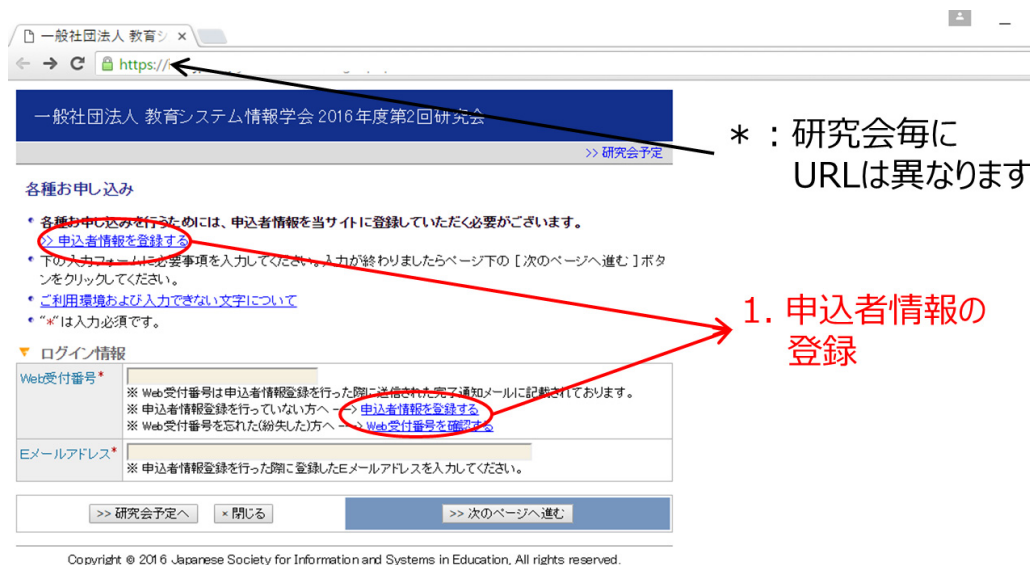 一般社団法人 教育シ
https://
一般社団法人 教育システム情報学会 2016年度第2回研究会
>> 研究会予定
* ：研究会毎に
URLは異なります
各種お申し込み
各種お申し込みを行うためには、申込者情報を当サイトに登録していただく必要がございます。
>> 申込者情報を登録する
下の入力フォームに必要事項を入力してください。入力が終わりましたらページ下の [ 次のページへ進む ] ボタ
ンをクリックしてください。
ご利用環境および入力できない文字について
"*"は入力必須です。
1. 申込者情報の
登録
ログイン情報
Web受付番号*
※ Web受付番号は申込者情報登録を行った際に送信された完了通知メールに記載されております。
※ 申込者情報登録を行っていない方へ --> 申込者情報を登録する
※ Web受付番号を忘れた(紛失した)方へ --> Web受付番号を確認する
Eメールアドレス*
※ 申込者情報登録を行った際に登録したEメールアドレスを入力してください。
>> 研究会予定へ
× 閉じる
>> 次のページへ進む
Copyright © 2016 Japanese Society for Information and Systems in Education, All rights reserved.